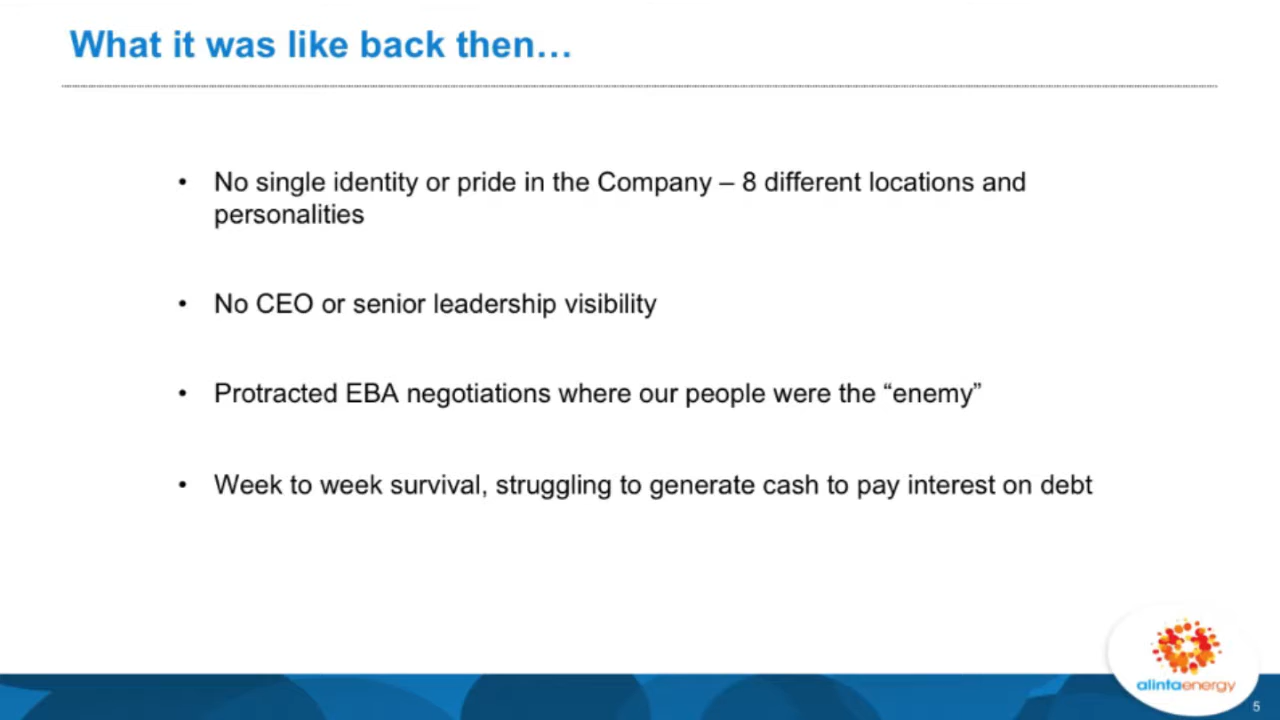 What it was like back then…
• No single identity or pride in the Company – 8 different locations and
personalities
• No CEO or senior leadership visibility
• Protracted EBA negotiations where our people were the “enemy”
• Week to week survival, struggling to generate cash to pay interest on debt
alintaenergy
5